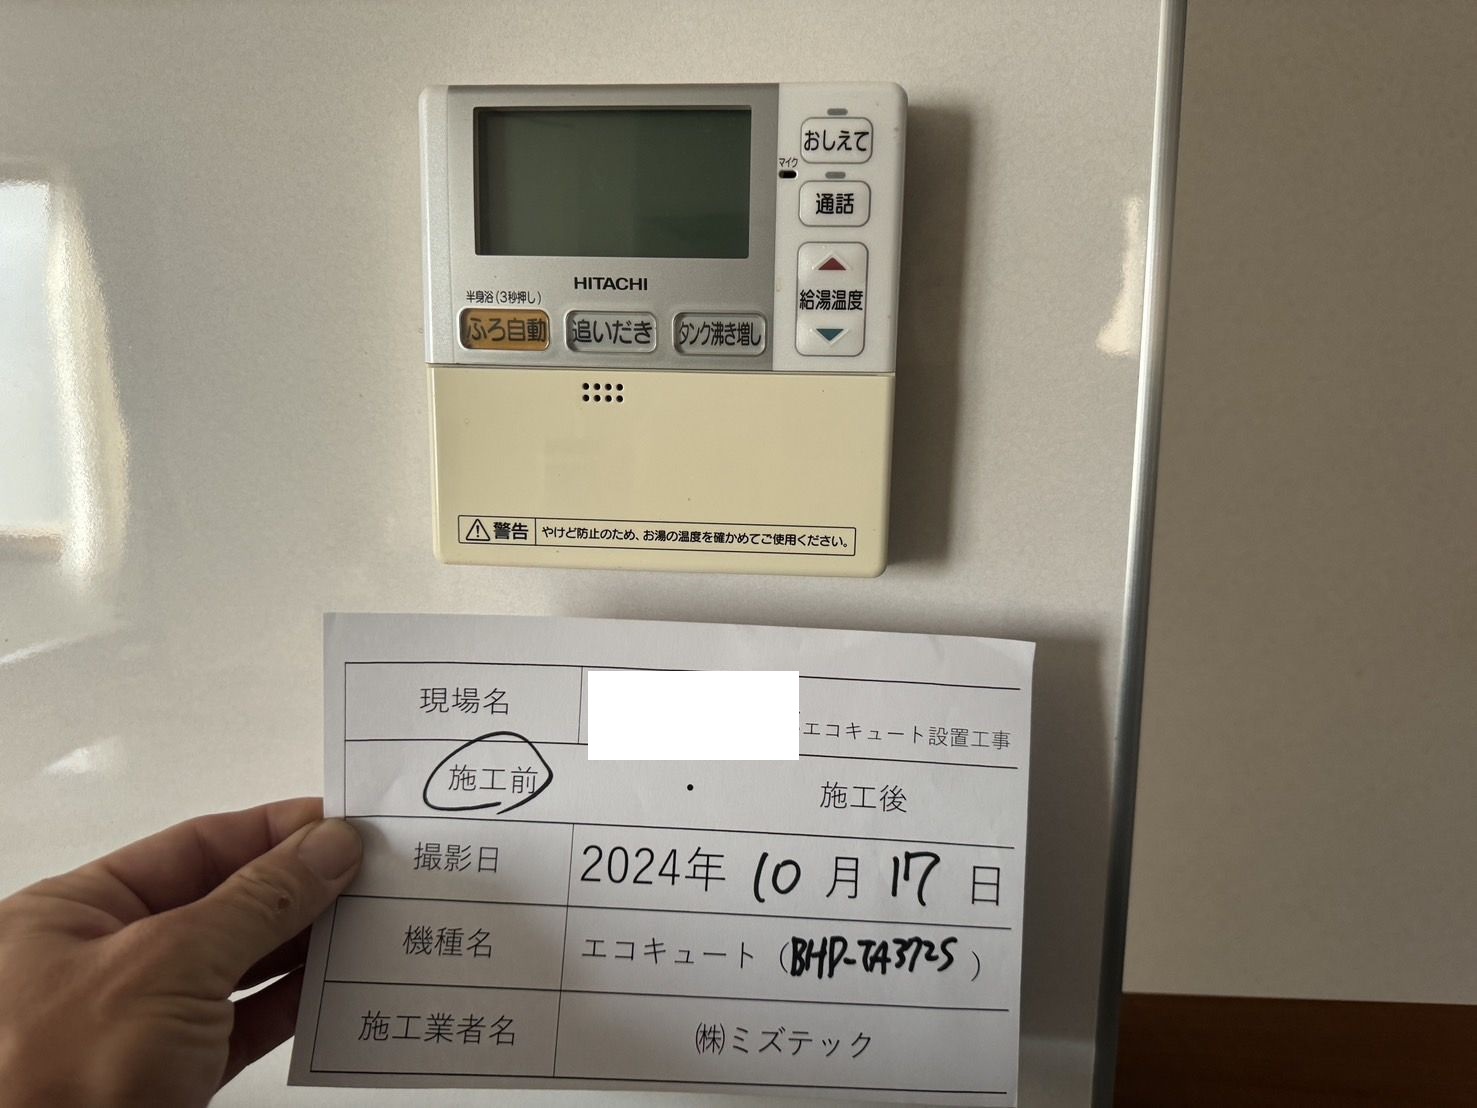 おしえて
マイク
通話
給湯温度
HITACHI
半身浴(3秒押し)
ふろ自動 追いだき タンク沸き増し
警告 やけど防止のため、お湯の温度を確かめてご使用ください。
現場名 エコキュート設置工事
施工前 ・ 施工後
撮影日 2024年 10 月 17 日
機種名 エコキュート (BHP-TA372S)
施工業者名 ㈱ミズテック